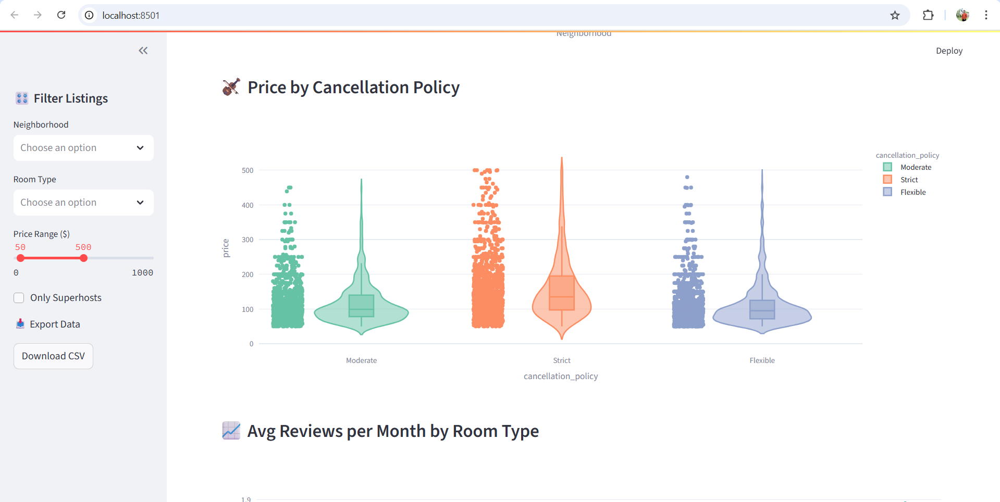 localhost:8501
Neighborhood
Deploy
Filter Listings
Neighborhood
Choose an option
Room Type
Choose an option
Price Range ($)
50 500
0 1000
Only Superhosts
Export Data
Download CSV
Price by Cancellation Policy
500
400
300
200
100
0
price
Moderate Strict Flexible
cancellation_policy
cancellation_policy
Moderate
Strict
Flexible
Avg Reviews per Month by Room Type
1.9